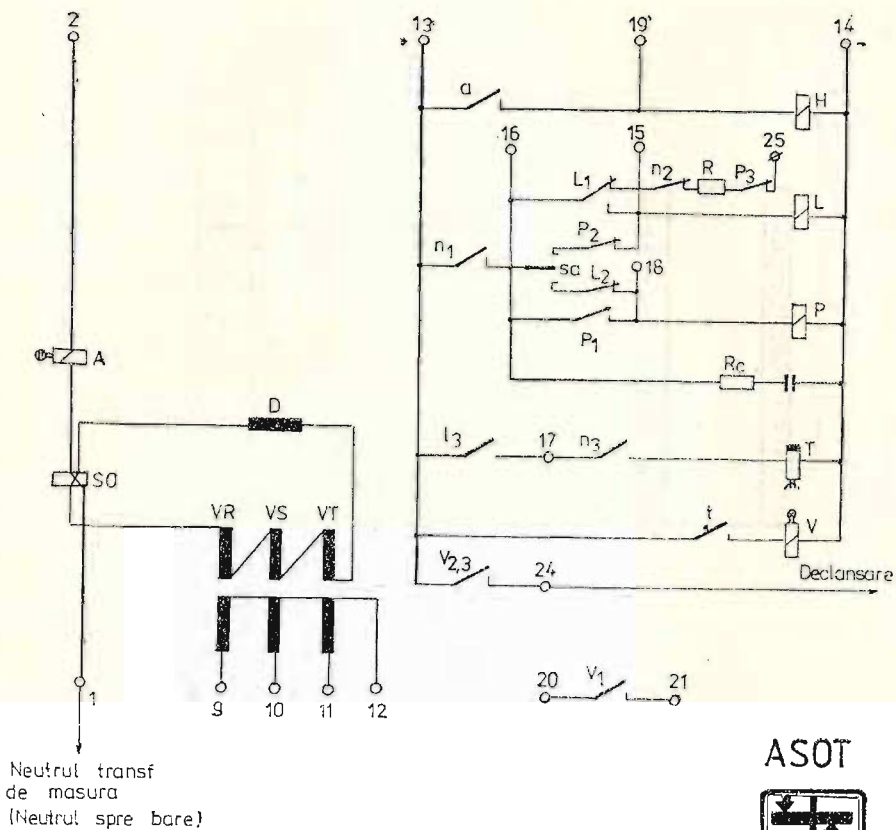 2
13
19'
14
a
H
16
15
25
L1
n2
R
P3
L
n1
P2
sa
L2
18
P1
P
A
Rc
D
l3
17
n3
T
SO
VR
VS
VT
t
V
V2,3
24
Declansare
1
9
10
11
12
20
V1
21
Neutrul transf
de masura
(Neutrul spre bare)
ASOT